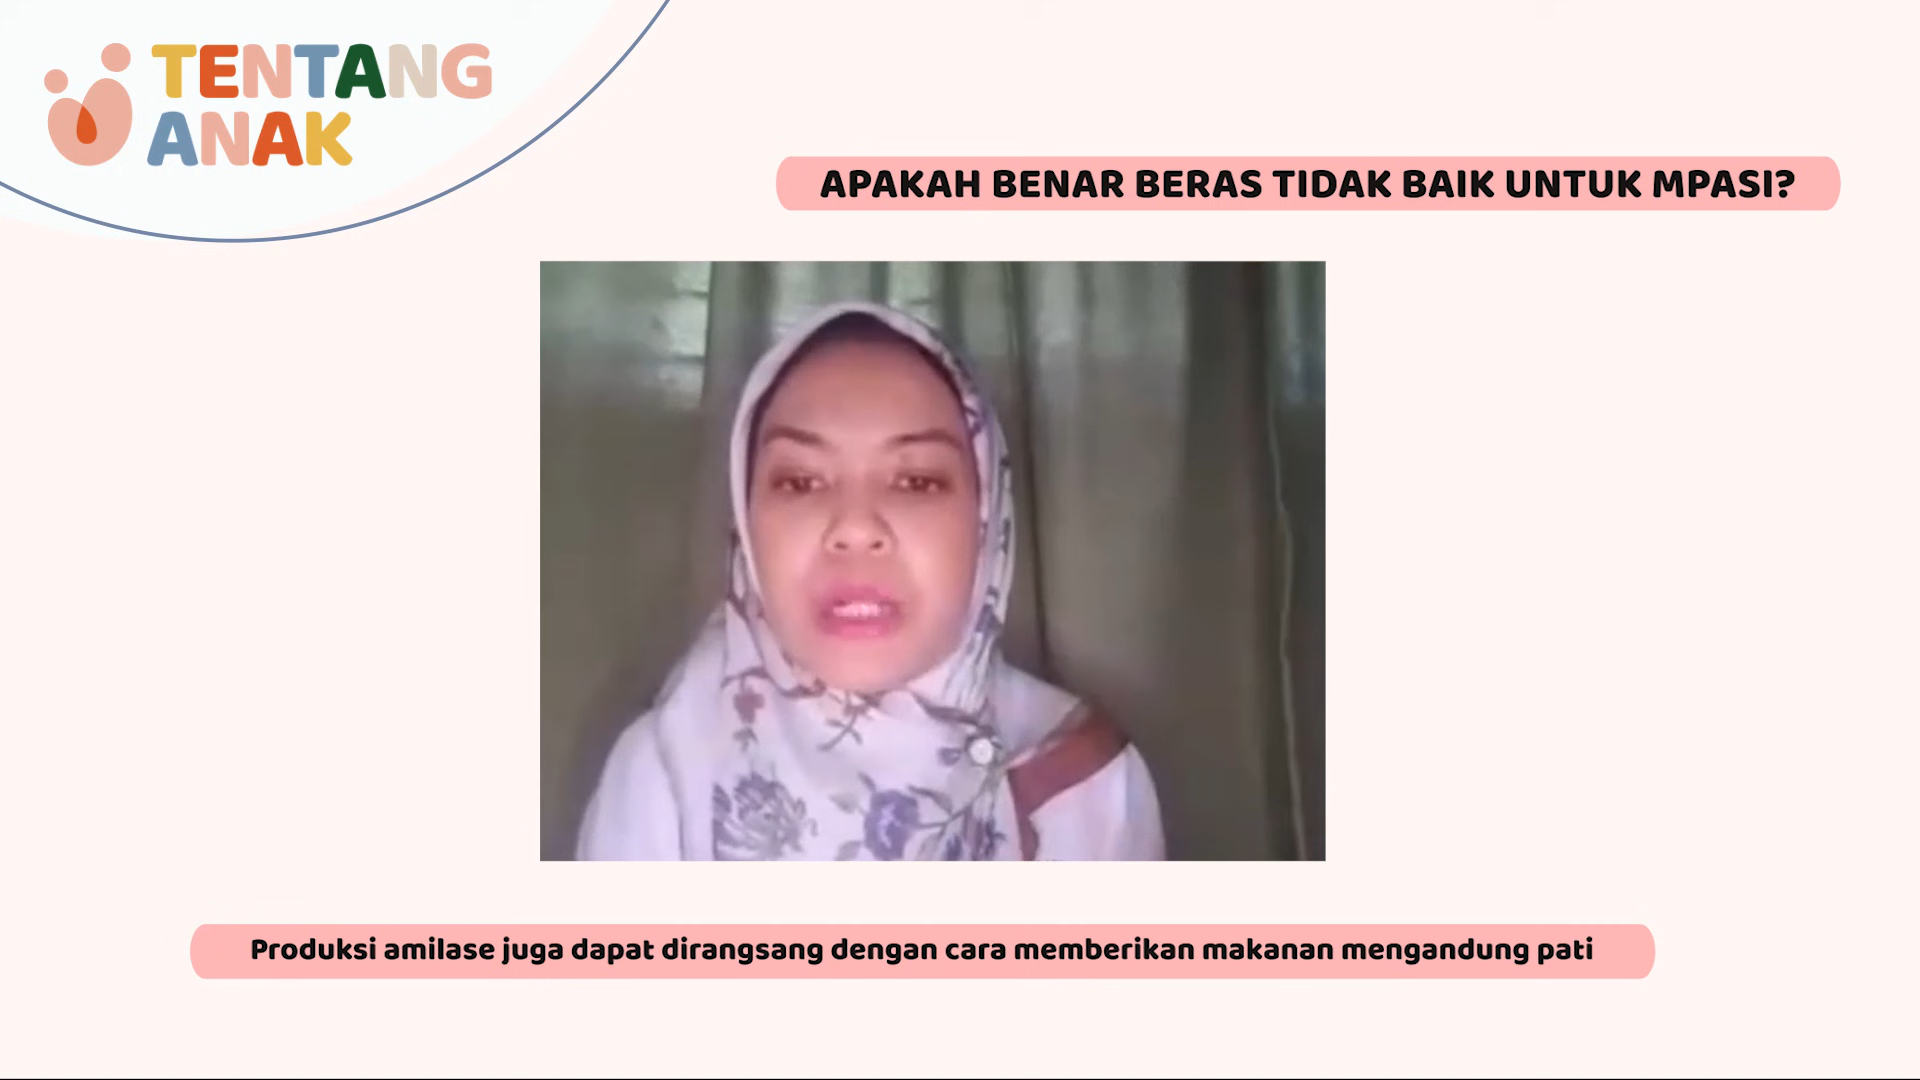 TENTANG
ANAK
APAKAH BENAR BERAS TIDAK BAIK UNTUK MPASI?
Produksi amilase juga dapat dirangsang dengan cara memberikan makanan mengandung pati